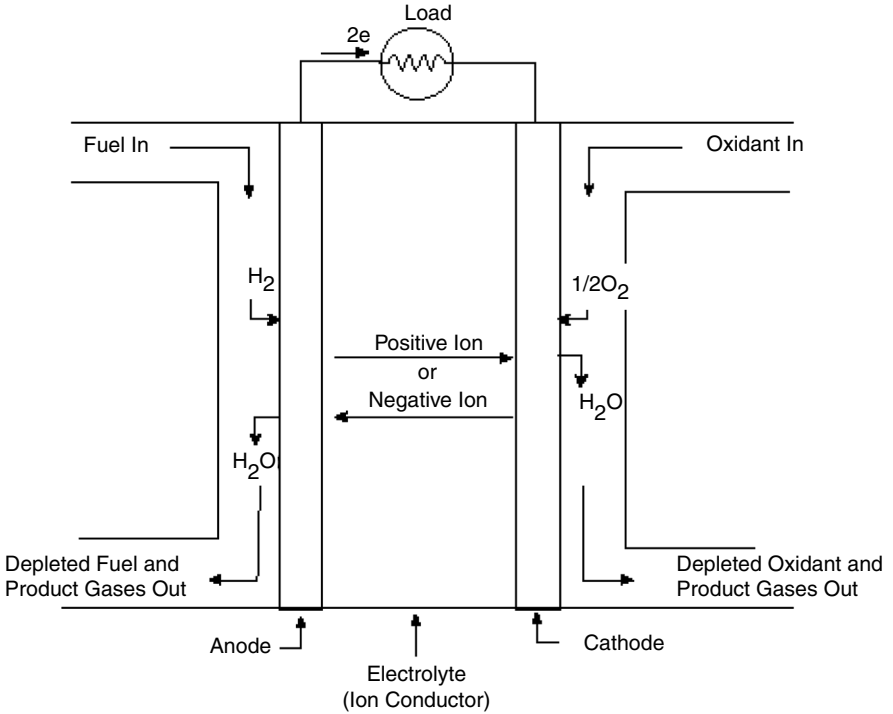 Load
2e
Fuel In
Oxidant In
H2
1/2O2
Positive Ion
or
Negative Ion
H2O
H2O
Depleted Fuel and
Product Gases Out
Depleted Oxidant and
Product Gases Out
Anode
Cathode
Electrolyte
(Ion Conductor)